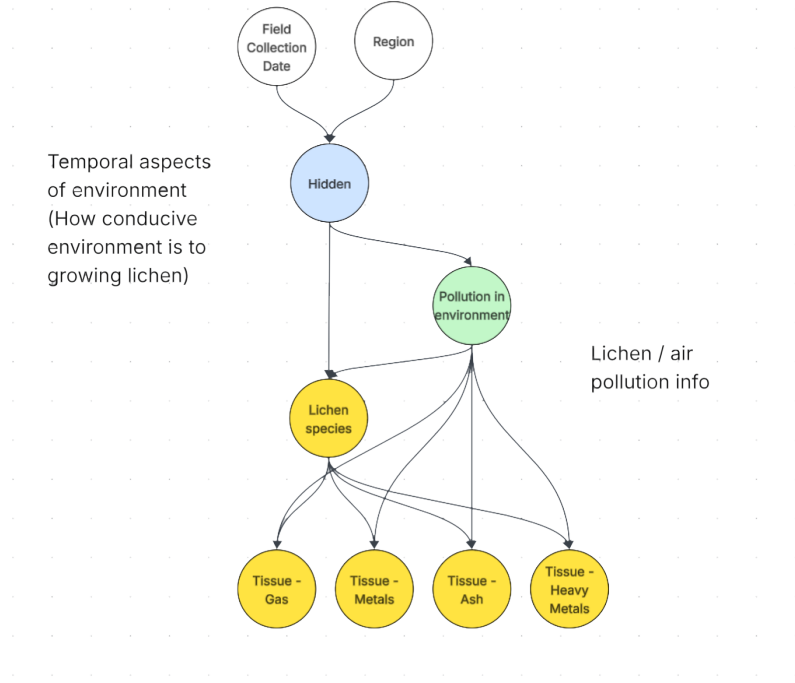 Field
Collection
Date
Region
Temporal aspects
of environment
(How conducive
environment is to
growing lichen)
Hidden
Pollution in
environment
Lichen / air
pollution info
Lichen
species
Tissue -
Gas
Tissue -
Metals
Tissue -
Ash
Tissue -
Heavy
Metals